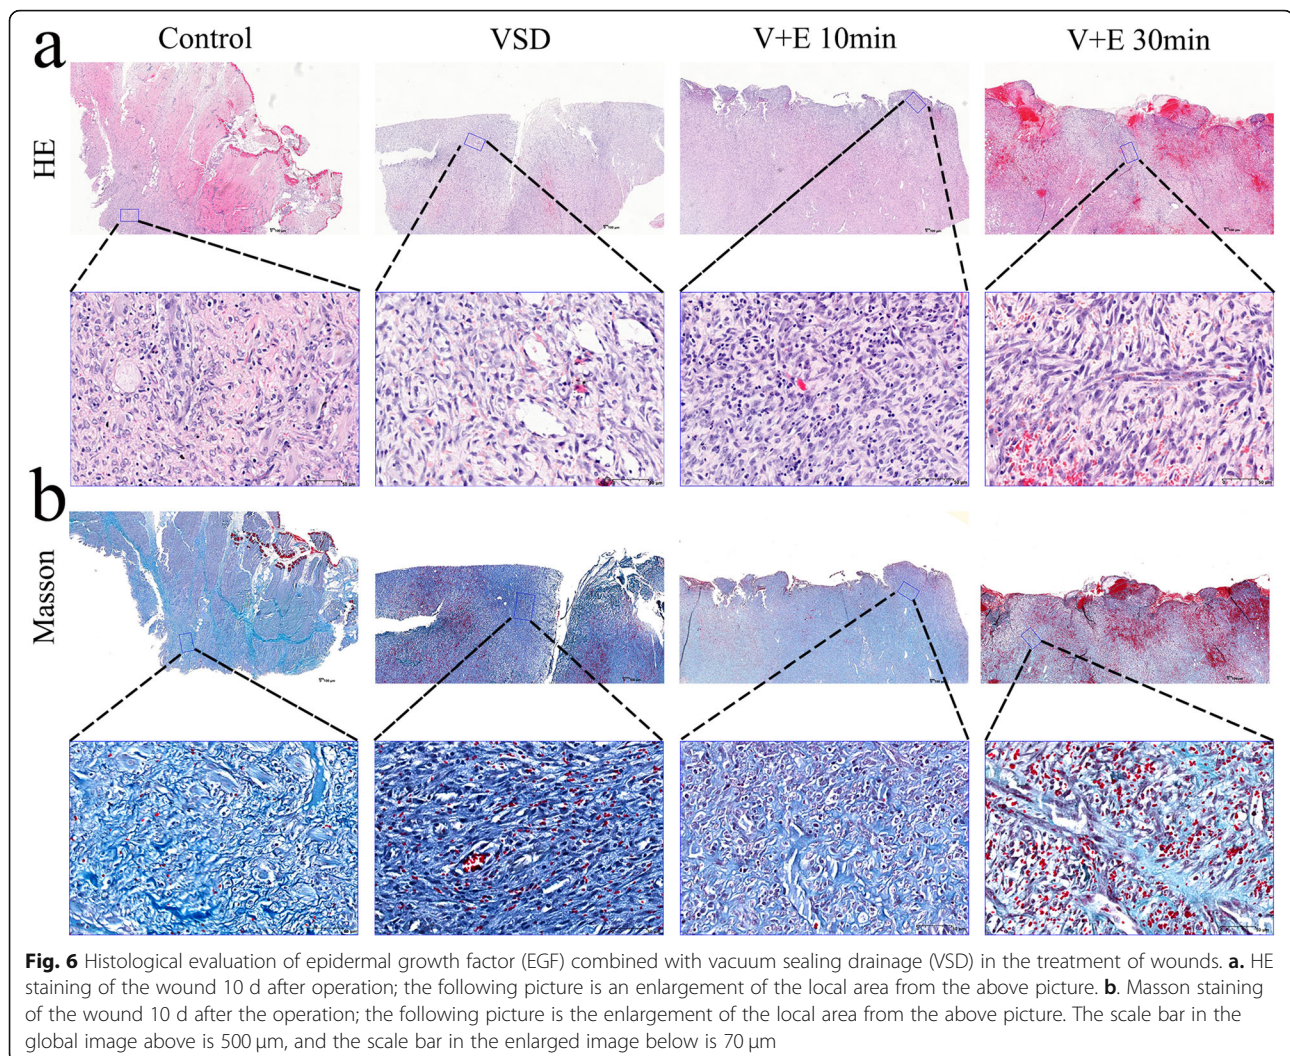 a
Control
VSD
V+E 10min
V+E 30min
HE
b
Masson
Fig. 6 Histological evaluation of epidermal growth factor (EGF) combined with vacuum sealing drainage (VSD) in the treatment of wounds. a. HE
staining of the wound 10 d after operation; the following picture is an enlargement of the local area from the above picture. b. Masson staining
of the wound 10 d after the operation; the following picture is the enlargement of the local area from the above picture. The scale bar in the
global image above is 500 μm, and the scale bar in the enlarged image below is 70 μm